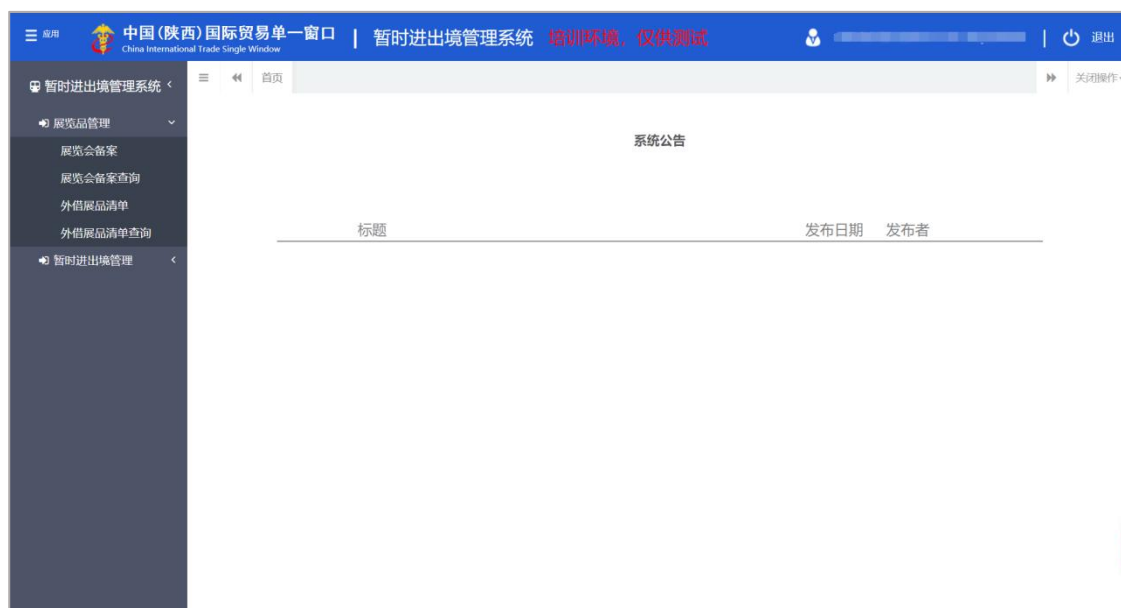 应用
中国(陕西)国际贸易单一窗口
China International Trade Single Window
暂时进出境管理系统 培训环境，仅供测试
退出
暂时进出境管理系统
首页
关闭操作
展览品管理
系统公告
展览会备案
展览会备案查询
外借展品清单
标题 发布日期 发布者
外借展品清单查询
暂时进出境管理